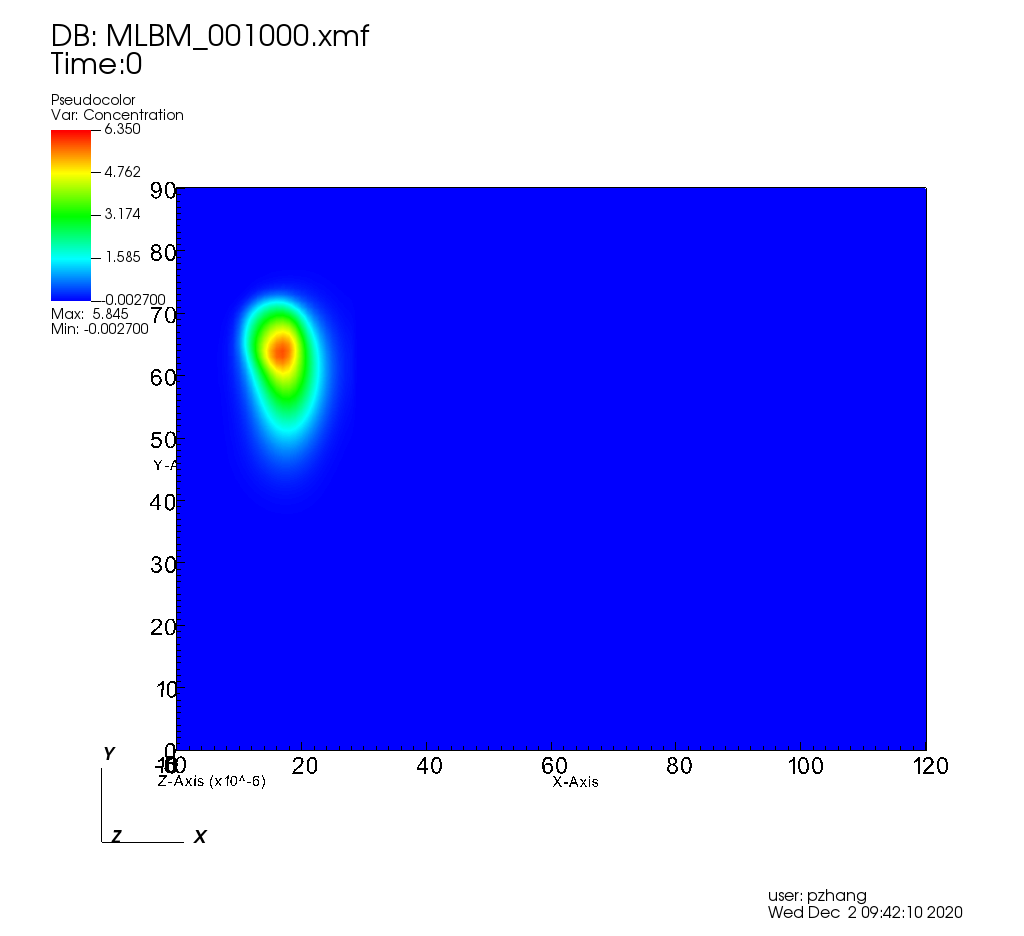 DB: MLBM_001000.xmf
Time:0
Pseudocolor
Var: Concentration
6.350
4.762
3.174
1.585
-0.002700
Max: 5.845
Min: -0.002700
90
80
70
60
50
Y-A
40
30
20
10
0
20
40
60
80
100
120
Z-Axis (x10^-6)
X-Axis
Y
Z
X
user: pzhang
Wed Dec 2 09:42:10 2020